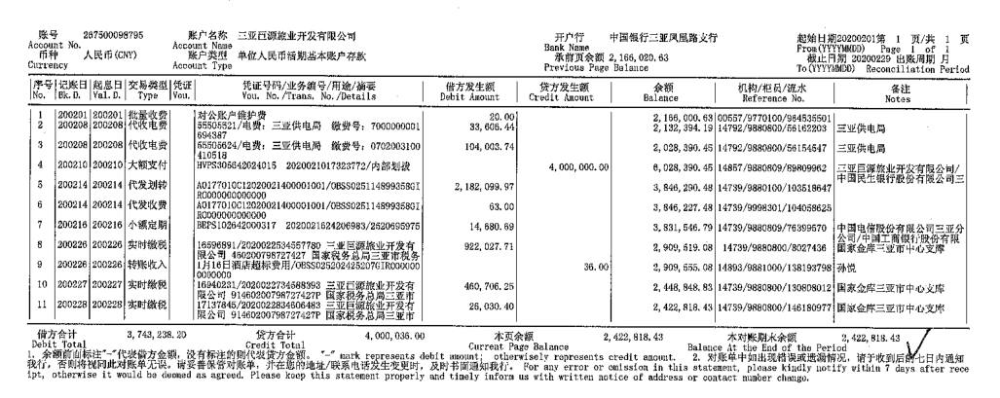 账号 267500098795 账户名称 三亚巨源旅业开发有限公司 开户行 中国银行三亚凤凰路支行 起始日期20200201第 1 页/共 1 页
Account No. Account Name Bank Name From(YYYYMMDD) Page 1 of 1
币种 人民币(CNY) 账户类型 单位人民币活期基本账户存款 承前页余额 2,166,020.63 截止日期 20200229 出账周期 月
Currency Account Type Previous Page Balance To(YYYYMMDD) Reconciliation Period
序号 记账日 起息日 交易类型 凭证 凭证号码/业务编号/用途/摘要 借方发生额 贷方发生额 余额 机构/柜员/流水 备注
No. Bk.D. Val.D. Type Vou. Vou. No./Trans. No./Details Debit Amount Credit Amount Balance Reference No. Notes
1 200201 200201 批量收费 对公账户维护费 20.00 2,166,000.63 00557/9770100/984535501
2 200208 200208 代收电费 55505521/电费: 三亚供电局 缴费号: 7000000001 33,606.44 2,132,394.19 14792/9880800/56162203 三亚供电局
694387
3 200208 200208 代收电费 55506624/电费: 三亚供电局 缴费号: 0702003100 104,003.74 2,028,390.45 14792/9880800/56154547 三亚供电局
410518
4 200210 200210 大额支付 HVPS305642024015 2020021017323772/内部划拨 4,000,000.00 6,028,390.45 14857/9880809/89809962 三亚巨源旅业开发有限公司/
中国民生银行股份有限公司三
5 200214 200214 代发划转 A0177010C1202002140001001/OBSS025114899358GI 2,182,099.97 3,846,290.48 14739/9880100/103518647
R0000000000000
6 200214 200214 代发收费 A0177010C1202002140001001/OBSS025114899358GI 63.00 3,846,227.48 14739/9998301/104058625
R0000000000000
7 200216 200216 小额定期 BEPS102642000317 2020021624206983/2520695975 14,680.69 3,831,546.79 14739/9880809/76399570 中国电信股份有限公司三亚分
公司/中国工商银行股份有限
8 200226 200226 实时缴税 16596891/2020022534557780 三亚巨源旅业开发有 922,027.71 2,909,519.08 14739/9880800/8027436 国家金库三亚市中心支库
限公司 46020079872742T 国家税务总局三亚市税务
9 200226 200226 转账收入 1月16日酒店超标费用/OBSS025202425207GIR000000 36.00 2,909,555.08 14893/9881000/138193798 孙悦
0000000
10 200227 200227 实时缴税 16940231/2020022734588393 三亚巨源旅业开发有 460,706.25 2,448,848.83 14739/9880800/130808012 国家金库三亚市中心支库
限公司 91460200798727427P 国家税务总局三亚市
11 200228 200228 实时缴税 17137845/2020022834606483 三亚巨源旅业开发有 26,030.40 2,422,818.43 14739/9880800/146180977 国家金库三亚市中心支库
限公司 91460200798727427P 国家税务总局三亚市
借方合计 3,743,238.20 贷方合计 4,000,036.00 本页余额 2,422,818.43 本对账期末余额 2,422,818.43
Debit Total Credit Total Current Page Balance Balance At the End of the Period
1. 余额前面标注"-"代表借方金额, 没有标注的则代表贷方金额. "-" mark represents debit amount; otherwisely represents credit amount. 2. 对账单中如出现错误或遗漏情况, 请于收到后的七日内通知
我行, 否则将视同此对账单无误. 请妥善保管对账单, 并在您的地址/联系电话发生变更时, 及时书面通知我行. For any error or omission in this statement, please kindly notify within 7 days after rece
ipt, otherwise it would be deemed as agreed. Please keep this statement properly and timely inform us with written notice of address or contact number change.